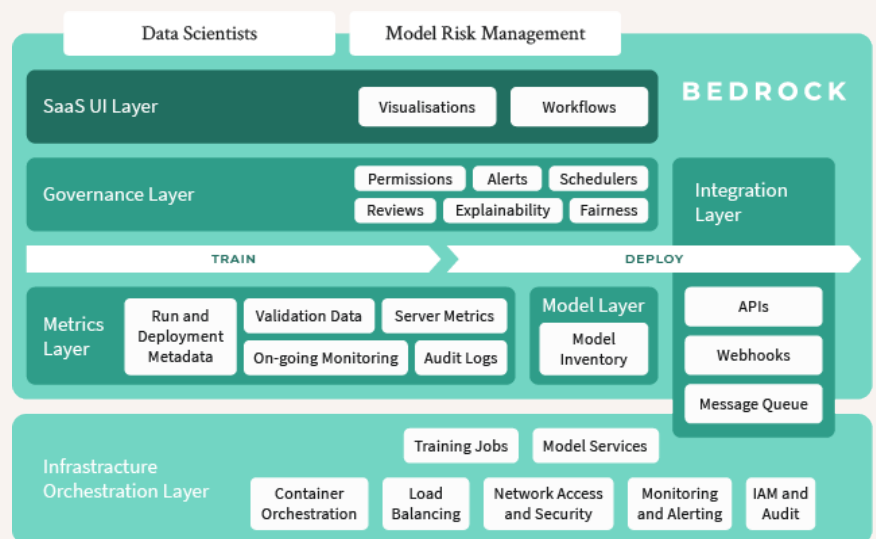 Data Scientists
Model Risk Management
BEDROCK
SaaS UI Layer
Visualisations
Workflows
Governance Layer
Permissions
Alerts
Schedulers
Reviews
Explainability
Fairness
Integration
Layer
TRAIN
DEPLOY
Metrics
Layer
Run and
Deployment
Metadata
Validation Data
Server Metrics
On-going Monitoring
Audit Logs
Model Layer
Model
Inventory
APIs
Webhooks
Message Queue
Infrastracture
Orchestration Layer
Training Jobs
Model Services
Container
Orchestration
Load
Balancing
Network Access
and Security
Monitoring
and Alerting
IAM and
Audit